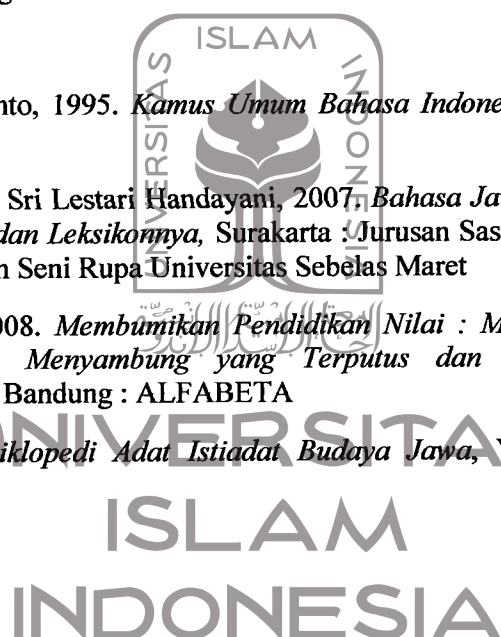 ISLAM
UNIVERSITAS
INDONESIA
nto, 1995. Kamus Umum Bahasa Indone
Sri Lestari Handayani, 2007. Bahasa Ja
dan Leksikonnya, Surakarta : Jurusan Sas
n Seni Rupa Universitas Sebelas Maret
008. Membumikan Pendidikan Nilai : M
Menyambung yang Terputus dan
Bandung : ALFABETA
iklopedi Adat Istiadat Budaya Jawa, Y
UNIVERSITA
ISLAM
INDONESIA